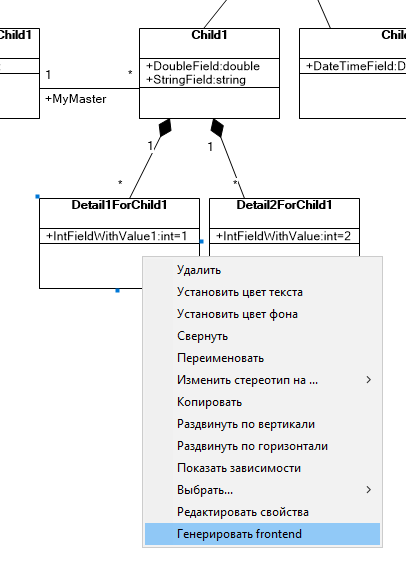 Child1
Child1
Chil
+DoubleField:double
+StringField:string
+DateTimeField:D
1
*
+MyMaster
1
1
*
*
Detail1ForChild1
Detail2ForChild1
+IntFieldWithValue1:int=1
+IntFieldWithValue:int=2
Удалить
Установить цвет текста
Установить цвет фона
Свернуть
Переименовать
Изменить стереотип на ...
Копировать
Раздвинуть по вертикали
Раздвинуть по горизонтали
Показать зависимости
Выбрать...
Редактировать свойства
Генерировать frontend